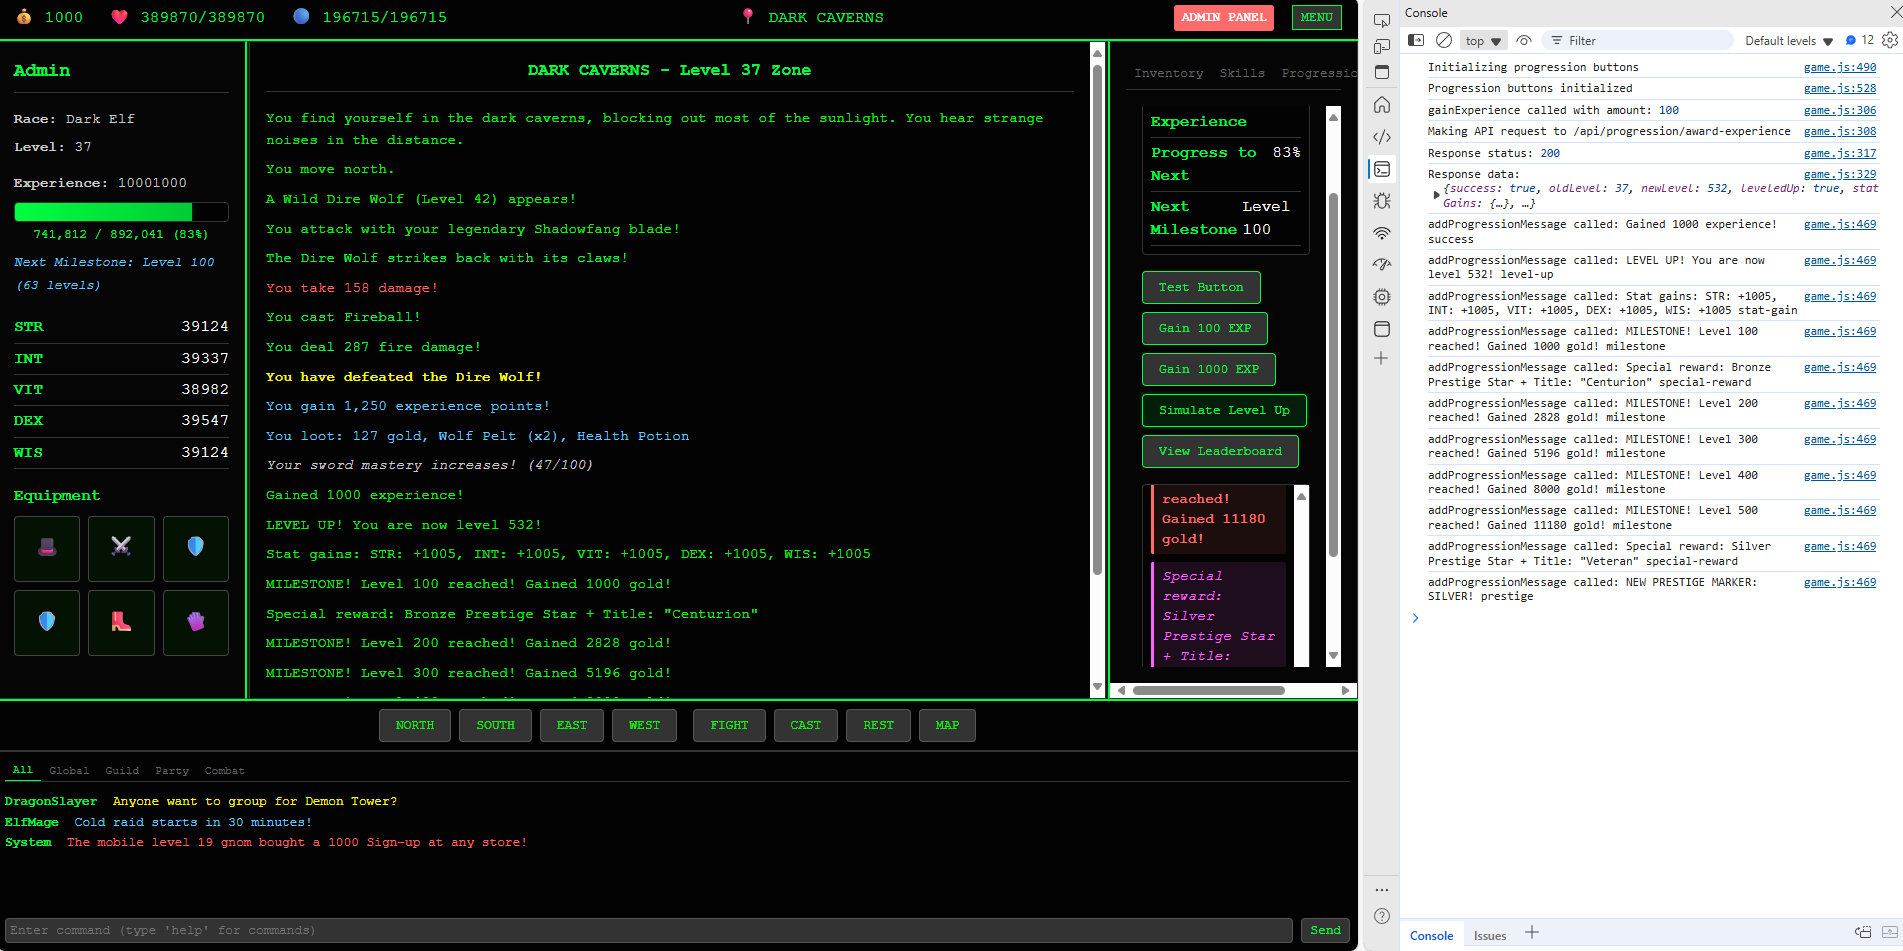 1000 389870/389870 196715/196715 DARK CAVERNS ADMIN PANEL MENU
Admin
Race: Dark Elf
Level: 37
Experience: 10001000
741,812 / 892,041 (83%)
Next Milestone: Level 100
(63 levels)
STR 39124
INT 39337
VIT 38982
DEX 39547
WIS 39124
Equipment
DARK CAVERNS - Level 37 Zone
You find yourself in the dark caverns, blocking out most of the sunlight. You hear strange
noises in the distance.
You move north.
A Wild Dire Wolf (Level 42) appears!
You attack with your legendary Shadowfang blade!
The Dire Wolf strikes back with its claws!
You take 158 damage!
You cast Fireball!
You deal 287 fire damage!
You have defeated the Dire Wolf!
You gain 1,250 experience points!
You loot: 127 gold, Wolf Pelt (x2), Health Potion
Your sword mastery increases! (47/100)
Gained 1000 experience!
LEVEL UP! You are now level 532!
Stat gains: STR: +1005, INT: +1005, VIT: +1005, DEX: +1005, WIS: +1005
MILESTONE! Level 100 reached! Gained 1000 gold!
Special reward: Bronze Prestige Star + Title: "Centurion"
MILESTONE! Level 200 reached! Gained 2828 gold!
MILESTONE! Level 300 reached! Gained 5196 gold!
Inventory Skills Progressio
Experience
Progress to 83%
Next
Next Level
Milestone 100
Test Button
Gain 100 EXP
Gain 1000 EXP
Simulate Level Up
View Leaderboard
reached!
Gained 11180
gold!
Special
reward:
Silver
Prestige Star
+ Title:
NORTH SOUTH EAST WEST FIGHT CAST REST MAP
All Global Guild Party Combat
DragonSlayer Anyone want to group for Demon Tower?
ElfMage Cold raid starts in 30 minutes!
System The mobile level 19 gnom bought a 1000 Sign-up at any store!
Enter command (type 'help' for commands) Send
Console
top Filter Default levels 12
Initializing progression buttons game.js:490
Progression buttons initialized game.js:528
gainExperience called with amount: 100 game.js:306
Making API request to /api/progression/award-experience game.js:308
Response status: 200 game.js:317
Response data: game.js:329
{success: true, oldLevel: 37, newLevel: 532, leveledUp: true, stat
Gains: {…}, …}
addProgressionMessage called: Gained 1000 experience! game.js:469
success
addProgressionMessage called: LEVEL UP! You are now game.js:469
level 532! level-up
addProgressionMessage called: Stat gains: STR: +1005, game.js:469
INT: +1005, VIT: +1005, DEX: +1005, WIS: +1005 stat-gain
addProgressionMessage called: MILESTONE! Level 100 game.js:469
reached! Gained 1000 gold! milestone
addProgressionMessage called: Special reward: Bronze game.js:469
Prestige Star + Title: "Centurion" special-reward
addProgressionMessage called: MILESTONE! Level 200 game.js:469
reached! Gained 2828 gold! milestone
addProgressionMessage called: MILESTONE! Level 300 game.js:469
reached! Gained 5196 gold! milestone
addProgressionMessage called: MILESTONE! Level 400 game.js:469
reached! Gained 8000 gold! milestone
addProgressionMessage called: MILESTONE! Level 500 game.js:469
reached! Gained 11180 gold! milestone
addProgressionMessage called: Special reward: Silver game.js:469
Prestige Star + Title: "Veteran" special-reward
addProgressionMessage called: NEW PRESTIGE MARKER: game.js:469
SILVER! prestige
Console Issues